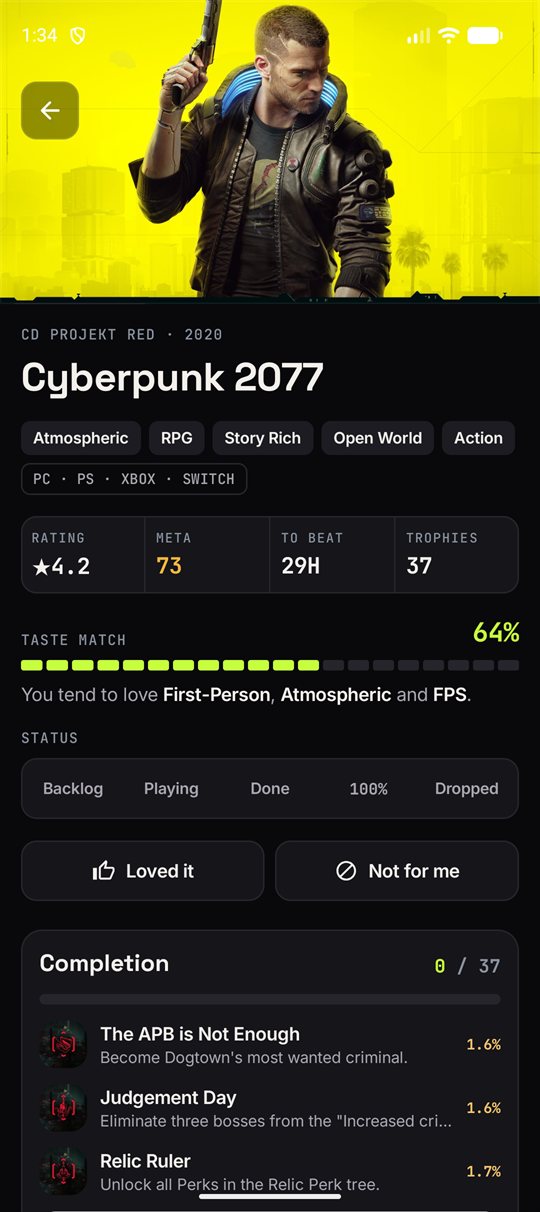 1:34
CD PROJEKT RED · 2020
Cyberpunk 2077
Atmospheric RPG Story Rich Open World Action
PC · PS · XBOX · SWITCH
RATING META TO BEAT TROPHIES
★4.2 73 29H 37
TASTE MATCH 64%
You tend to love First-Person, Atmospheric and FPS.
STATUS
Backlog Playing Done 100% Dropped
Loved it Not for me
Completion 0 / 37
The APB is Not Enough
Become Dogtown's most wanted criminal.
1.6%
Judgement Day
Eliminate three bosses from the "Increased cri...
1.6%
Relic Ruler
Unlock all Perks in the Relic Perk tree.
1.7%